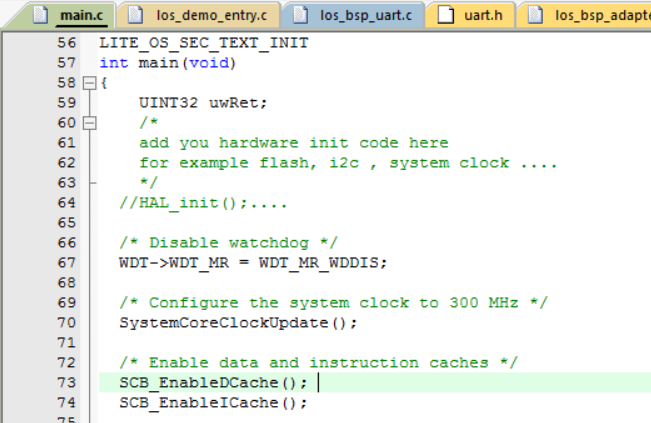 main.c los_demo_entry.c los_bsp_uart.c uart.h los_bsp_adapte
56 LITE_OS_SEC_TEXT_INIT
57 int main(void)
58 {
59 UINT32 uwRet;
60 /*
61 add you hardware init code here
62 for example flash, i2c , system clock ....
63 */
64 //HAL_init();....
65
66 /* Disable watchdog */
67 WDT->WDT_MR = WDT_MR_WDDIS;
68
69 /* Configure the system clock to 300 MHz */
70 SystemCoreClockUpdate();
71
72 /* Enable data and instruction caches */
73 SCB_EnableDCache();
74 SCB_EnableICache();
75